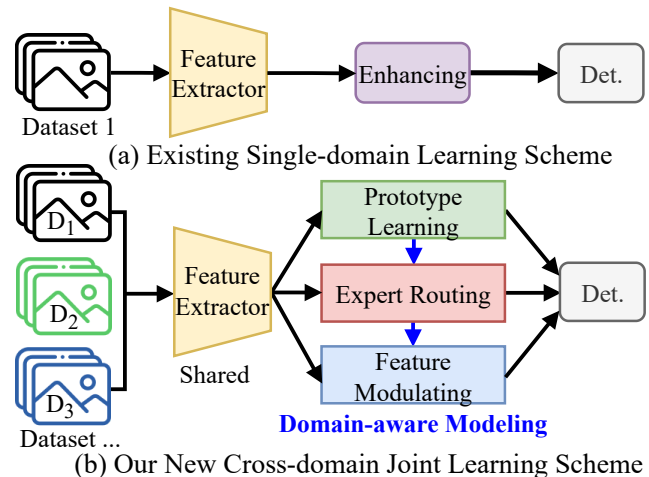 Feature
Extractor
Enhancing
Det.
Dataset 1
(a) Existing Single-domain Learning Scheme
D1
D2
D3
Dataset ...
Feature
Extractor
Shared
Prototype
Learning
Expert Routing
Feature
Modulating
Domain-aware Modeling
Det.
(b) Our New Cross-domain Joint Learning Scheme